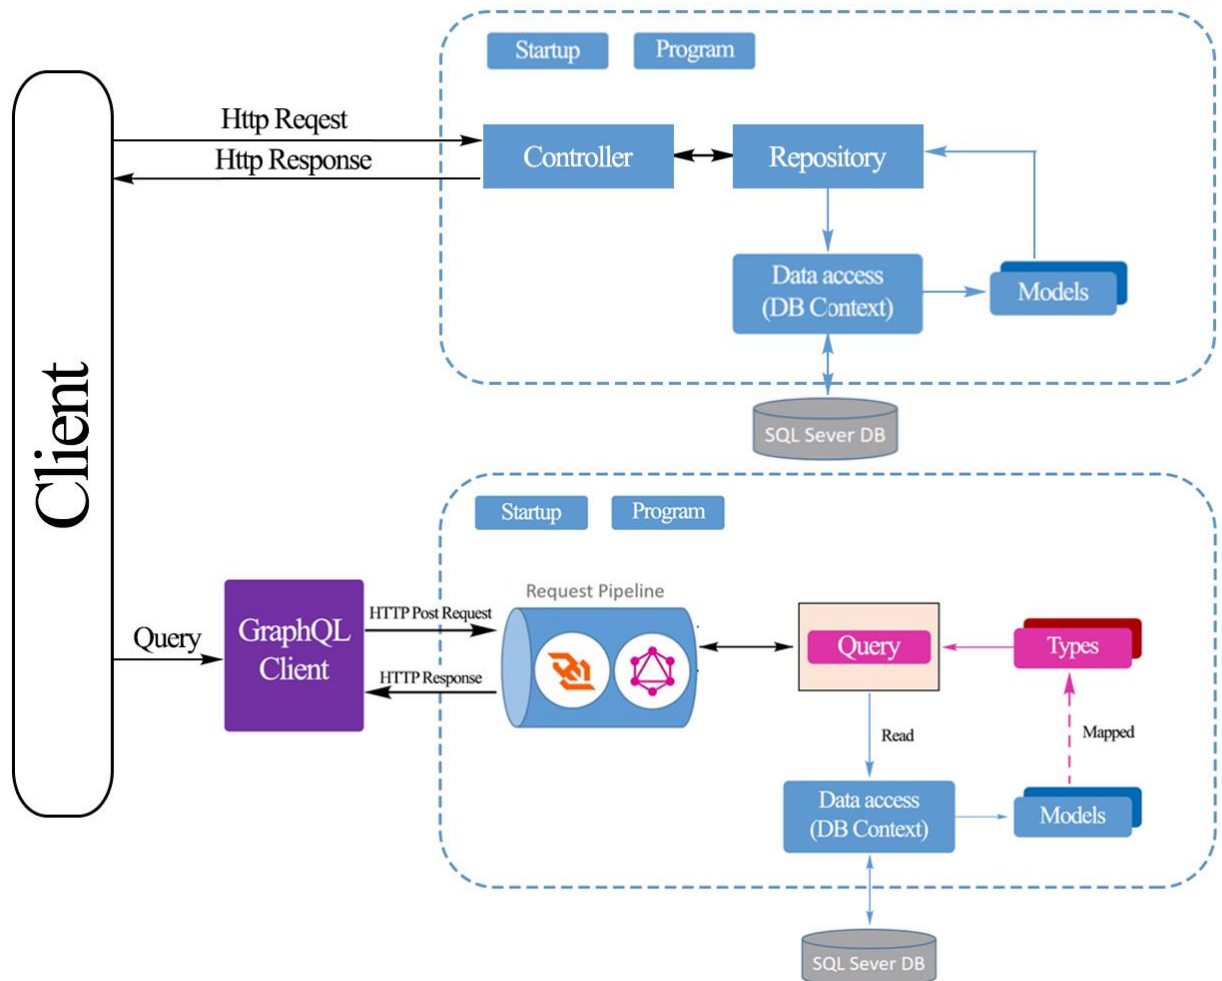 Startup
Program
Http Reqest
Http Response
Controller
Repository
Data access
(DB Context)
Models
SQL Sever DB
Client
Startup
Program
Request Pipeline
Query
GraphQL
Client
HTTP Post Request
HTTP Response
Query
Types
Read
Mapped
Data access
(DB Context)
Models
SQL Sever DB